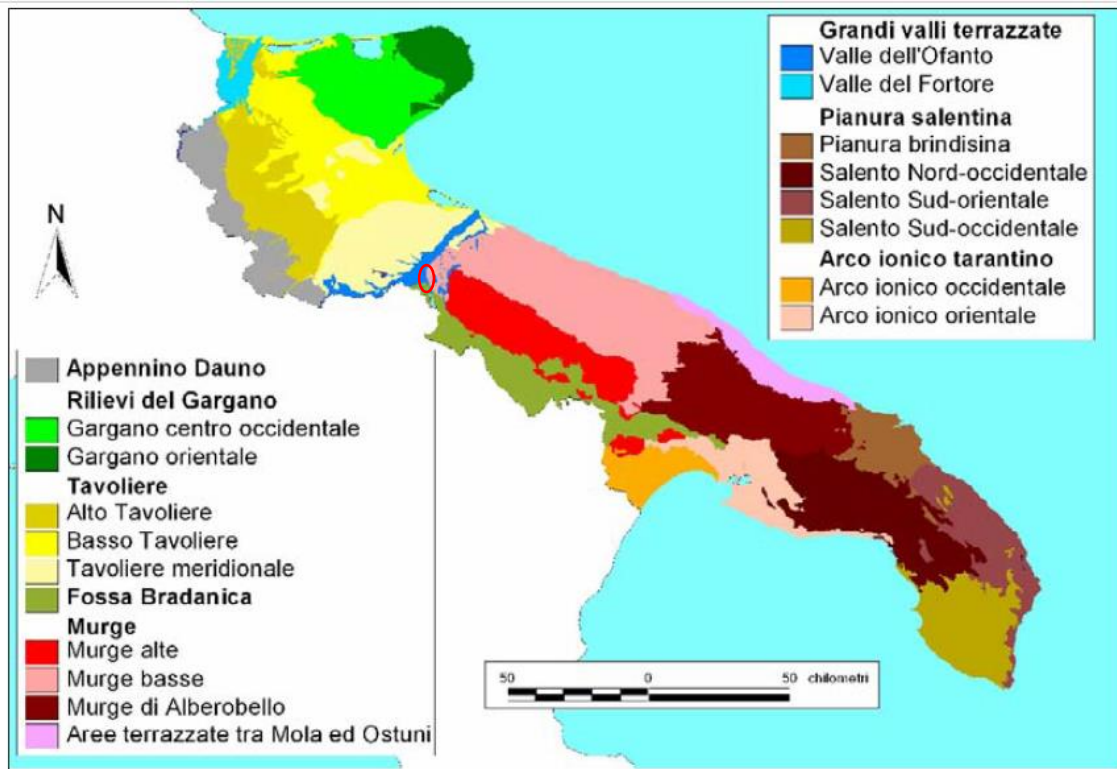 Grandi valli terrazzate
Valle dell'Ofanto
Valle del Fortore
Pianura salentina
Pianura brindisina
Salento Nord-occidentale
Salento Sud-orientale
Salento Sud-occidentale
Arco ionico tarantino
Arco ionico occidentale
Arco ionico orientale
N
Appennino Dauno
Rilievi del Gargano
Gargano centro occidentale
Gargano orientale
Tavoliere
Alto Tavoliere
Basso Tavoliere
Tavoliere meridionale
Fossa Bradanica
Murge
Murge alte
Murge basse
Murge di Alberobello
Aree terrazzate tra Mola ed Ostuni
50 0 50 chilometri